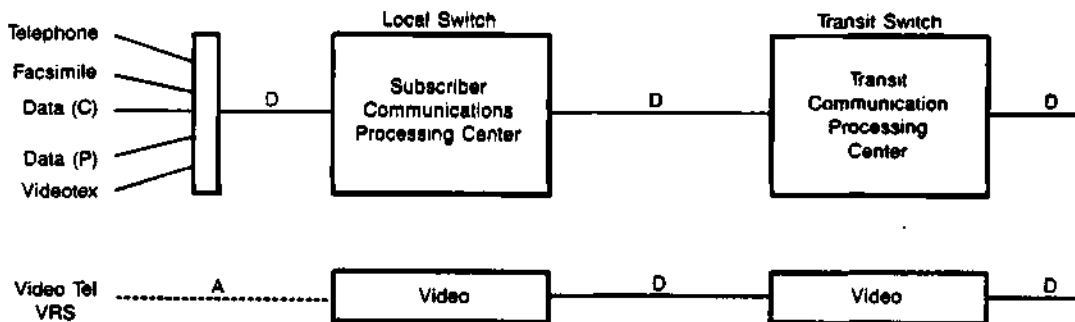 Local Switch
Transit Switch
Telephone
Facsimile
Data (C)
Data (P)
Videotex
D
Subscriber
Communications
Processing Center
D
Transit
Communication
Processing
Center
D
Video Tel
VRS
A
Video
D
Video
D